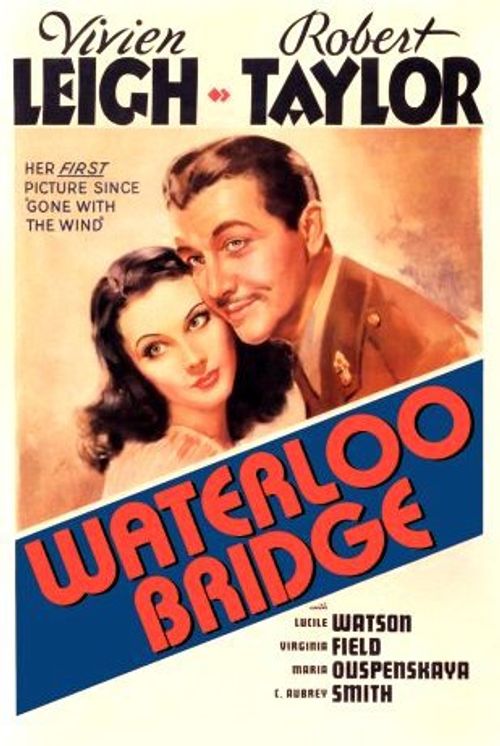 Vivien Robert
LEIGH TAYLOR
HER FIRST
PICTURE SINCE
"GONE WITH
THE WIND"
WATERLOO
BRIDGE
with
LUCILE WATSON
VIRGINIA FIELD
MARIA OUSPENSKAYA
C. AUBREY SMITH